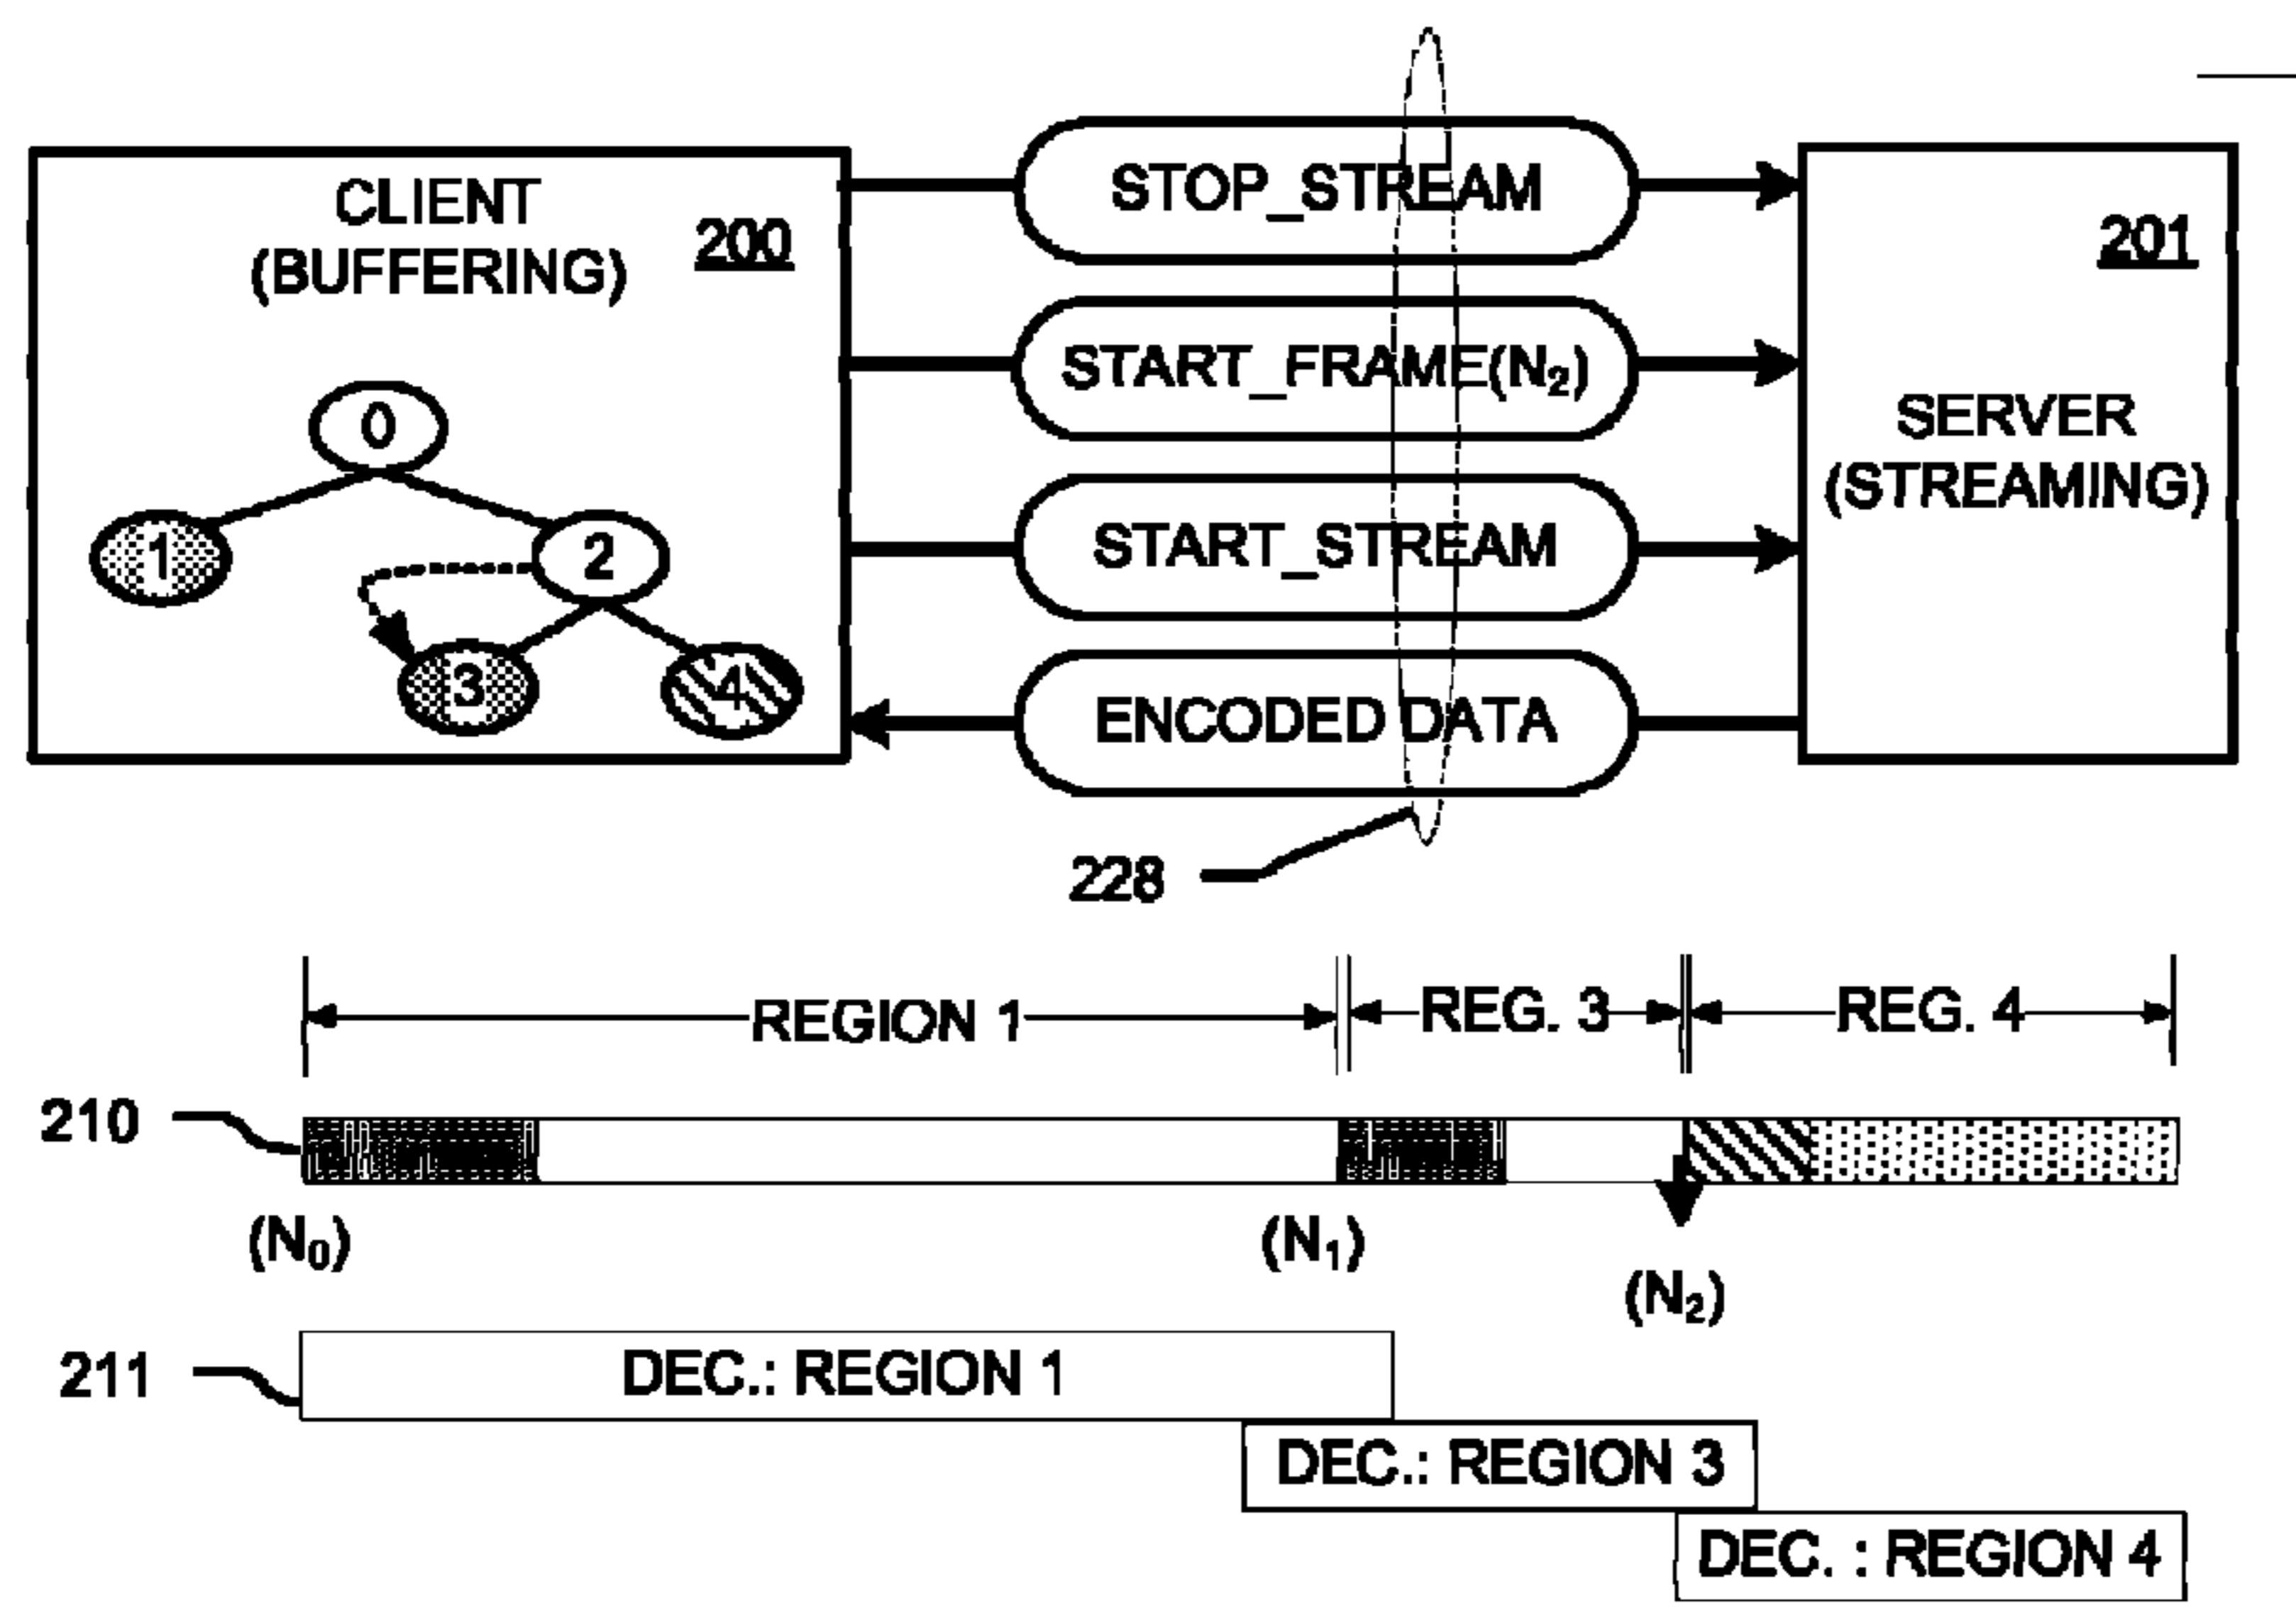 CLIENT
(BUFFERING)
200
0
1
2
3
4
STOP_STREAM
START_FRAME(N₂)
START_STREAM
ENCODED DATA
201
SERVER
(STREAMING)
228
REGION 1
REG. 3
REG. 4
210
(N₀)
(N₁)
(N₂)
211
DEC.: REGION 1
DEC.: REGION 3
DEC. : REGION 4